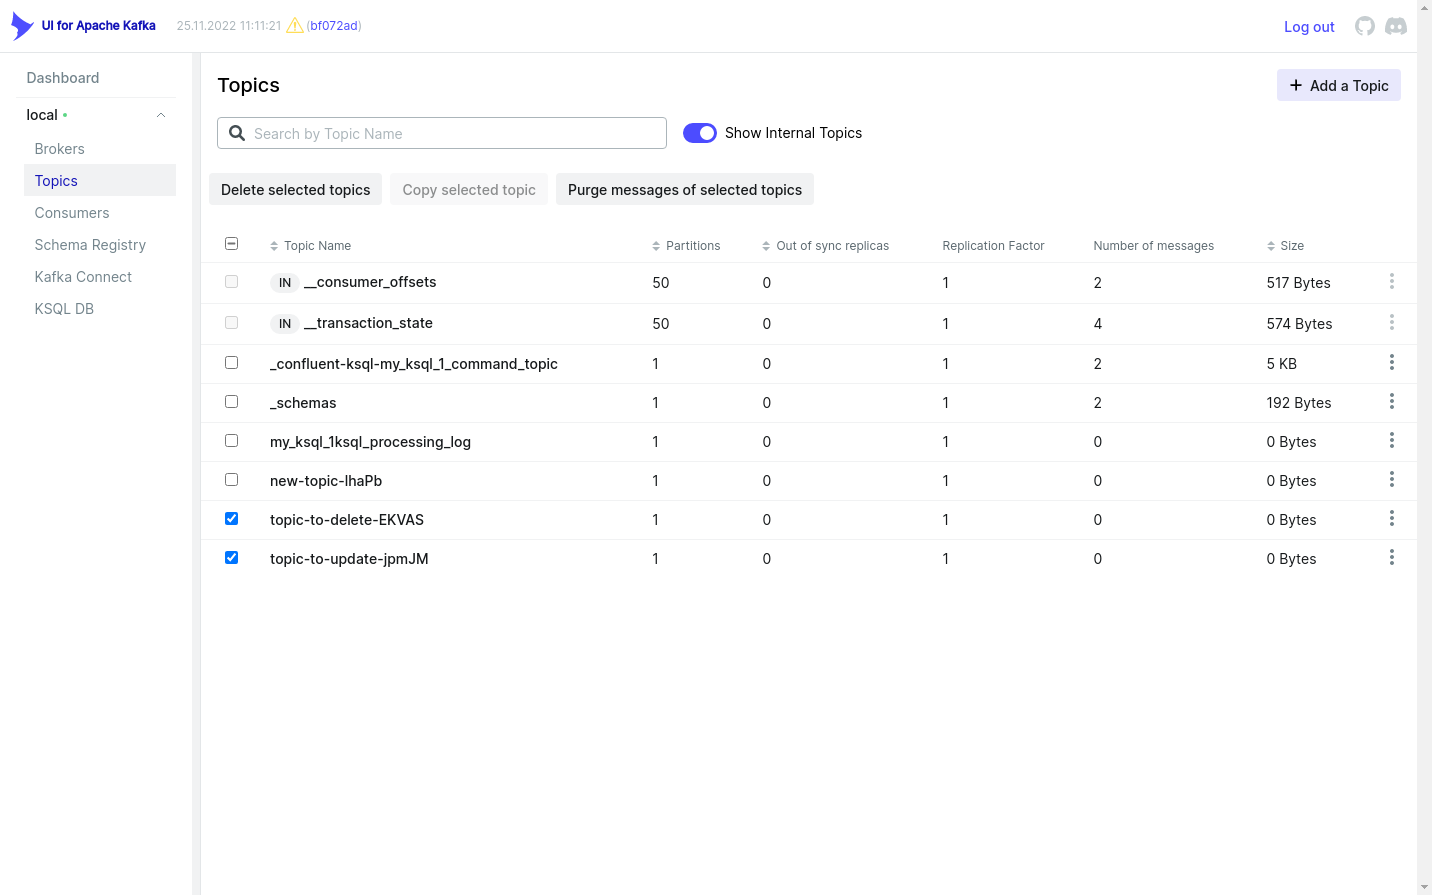 UI for Apache Kafka 25.11.2022 11:11:21 (bf072ad) Log out
Dashboard
local
Brokers
Topics
Consumers
Schema Registry
Kafka Connect
KSQL DB
Topics
Add a Topic
Search by Topic Name
Show Internal Topics
Delete selected topics Copy selected topic Purge messages of selected topics
Topic Name Partitions Out of sync replicas Replication Factor Number of messages Size
IN __consumer_offsets 50 0 1 2 517 Bytes
IN __transaction_state 50 0 1 4 574 Bytes
_confluent-ksql-my_ksql_1_command_topic 1 0 1 2 5 KB
_schemas 1 0 1 2 192 Bytes
my_ksql_1ksql_processing_log 1 0 1 0 0 Bytes
new-topic-lhaPb 1 0 1 0 0 Bytes
topic-to-delete-EKVAS 1 0 1 0 0 Bytes
topic-to-update-jpmJM 1 0 1 0 0 Bytes